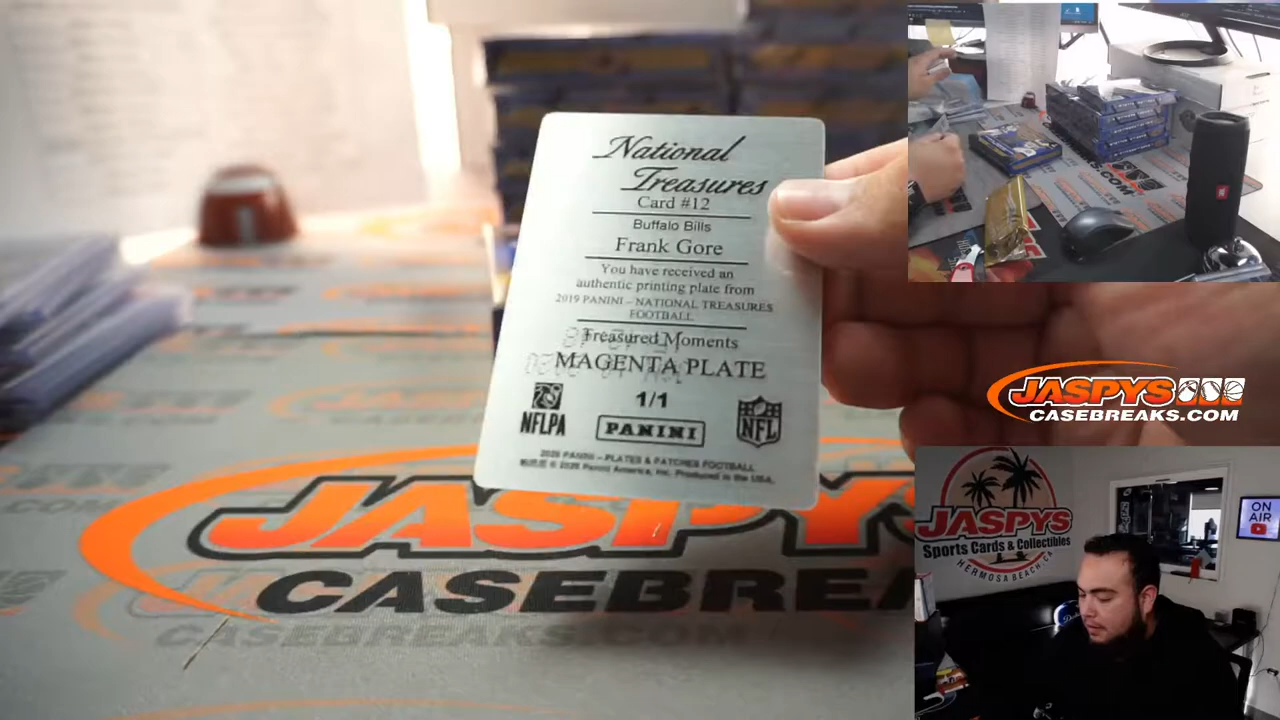 National
Treasures
Card #12
Buffalo Bills
Frank Gore
You have received an
authentic printing plate from
2019 PANINI – NATIONAL TREASURES
FOOTBALL
Treasured Moments
MAGENTA PLATE
1/1
NFLPA
PANINI
NFL
2020 PANINI – PLATES & PATCHES FOOTBALL
© 2020 Panini America, Inc. Produced in the USA.
JASPYS
CASEBREA
CASEBREAKS.COM
JBL
JASPYS
CASEBREAKS.COM
JASPYS
Sports Cards & Collectibles
HERMOSA BEACH, CA
ON
AIR